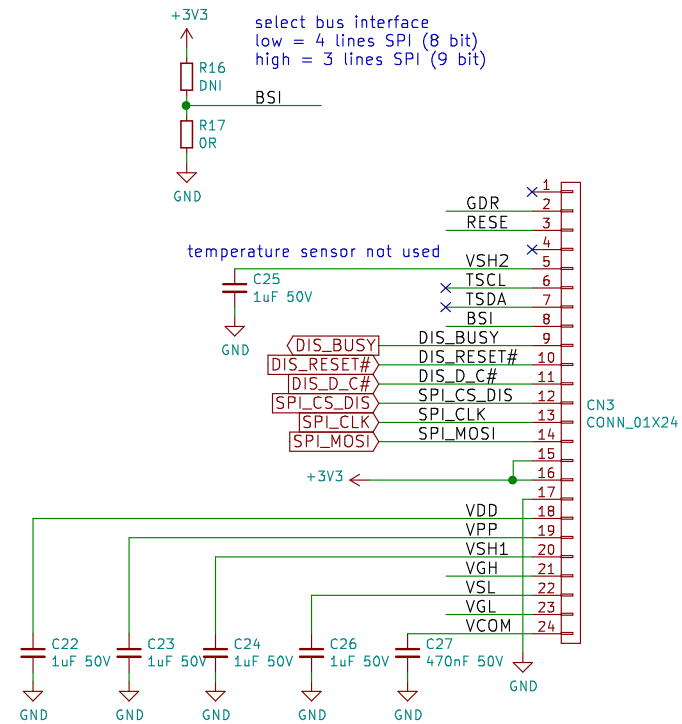 +3V3
select bus interface
low = 4 lines SPI (8 bit)
high = 3 lines SPI (9 bit)
R16
DNI
BSI
R17
0R
GND
1
GDR 2
RESE 3
temperature sensor not used
4
VSH2 5
C25
1uF 50V
TSCL 6
TSDA 7
BSI 8
GND
DIS_BUSY DIS_BUSY 9
DIS_RESET# DIS_RESET# 10
DIS_D_C# DIS_D_C# 11
SPI_CS_DIS SPI_CS_DIS 12
SPI_CLK SPI_CLK 13
SPI_MOSI SPI_MOSI 14
CN3
CONN_01X24
15
+3V3 16
17
VDD 18
VPP 19
VSH1 20
VGH 21
VSL 22
VGL 23
VCOM 24
C22
1uF 50V
C23
1uF 50V
C24
1uF 50V
C26
1uF 50V
C27
470nF 50V
GND
GND
GND
GND
GND
GND